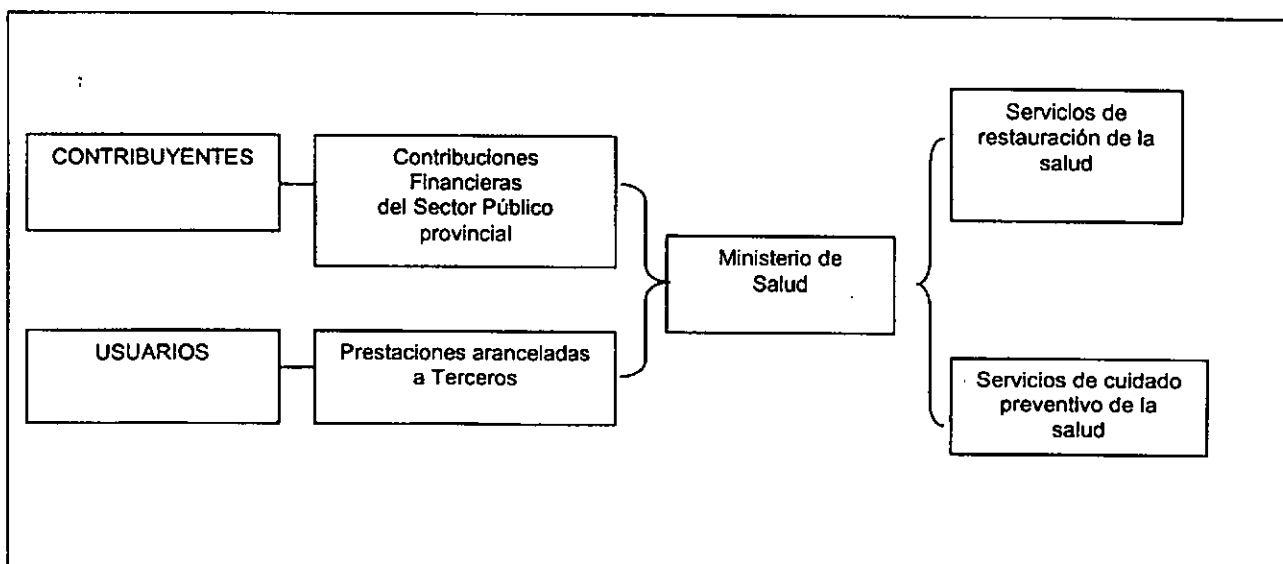 CONTRIBUYENTES
Contribuciones
Financieras
del Sector Público
provincial
USUARIOS
Prestaciones aranceladas
a Terceros
Ministerio de
Salud
Servicios de
restauración de la
salud
Servicios de cuidado
preventivo de la
salud